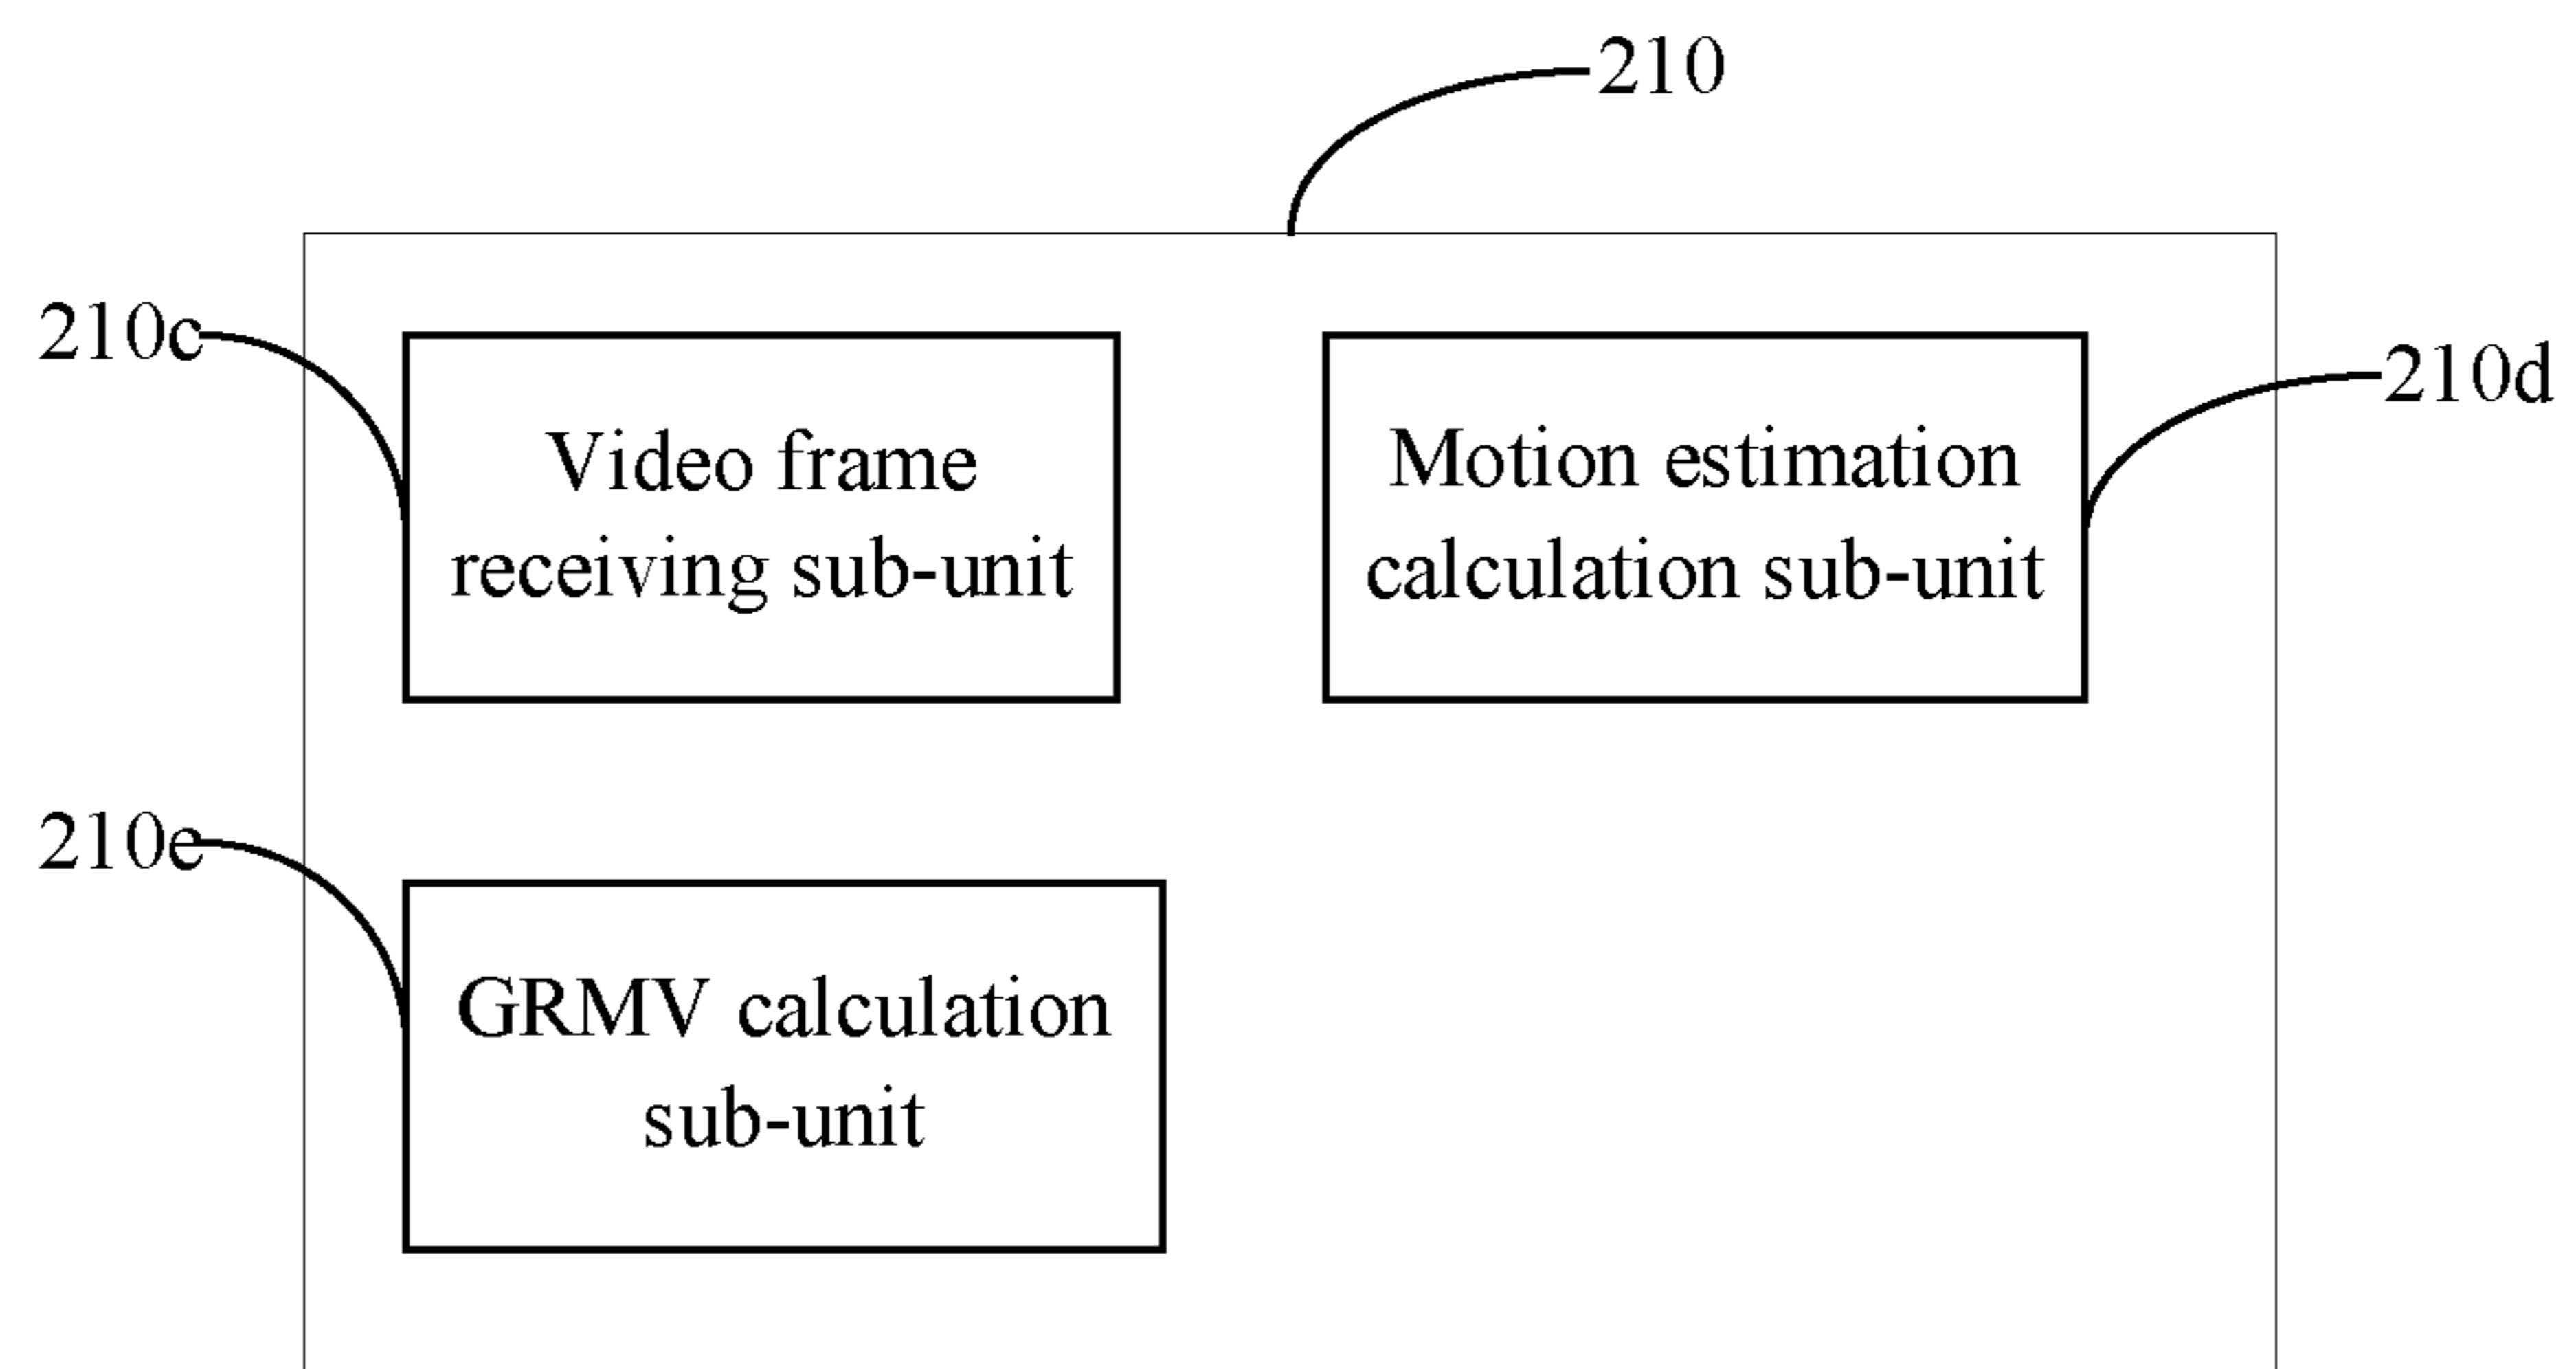 210
210c
210d
Video frame
receiving sub-unit
Motion estimation
calculation sub-unit
210e
GRMV calculation
sub-unit